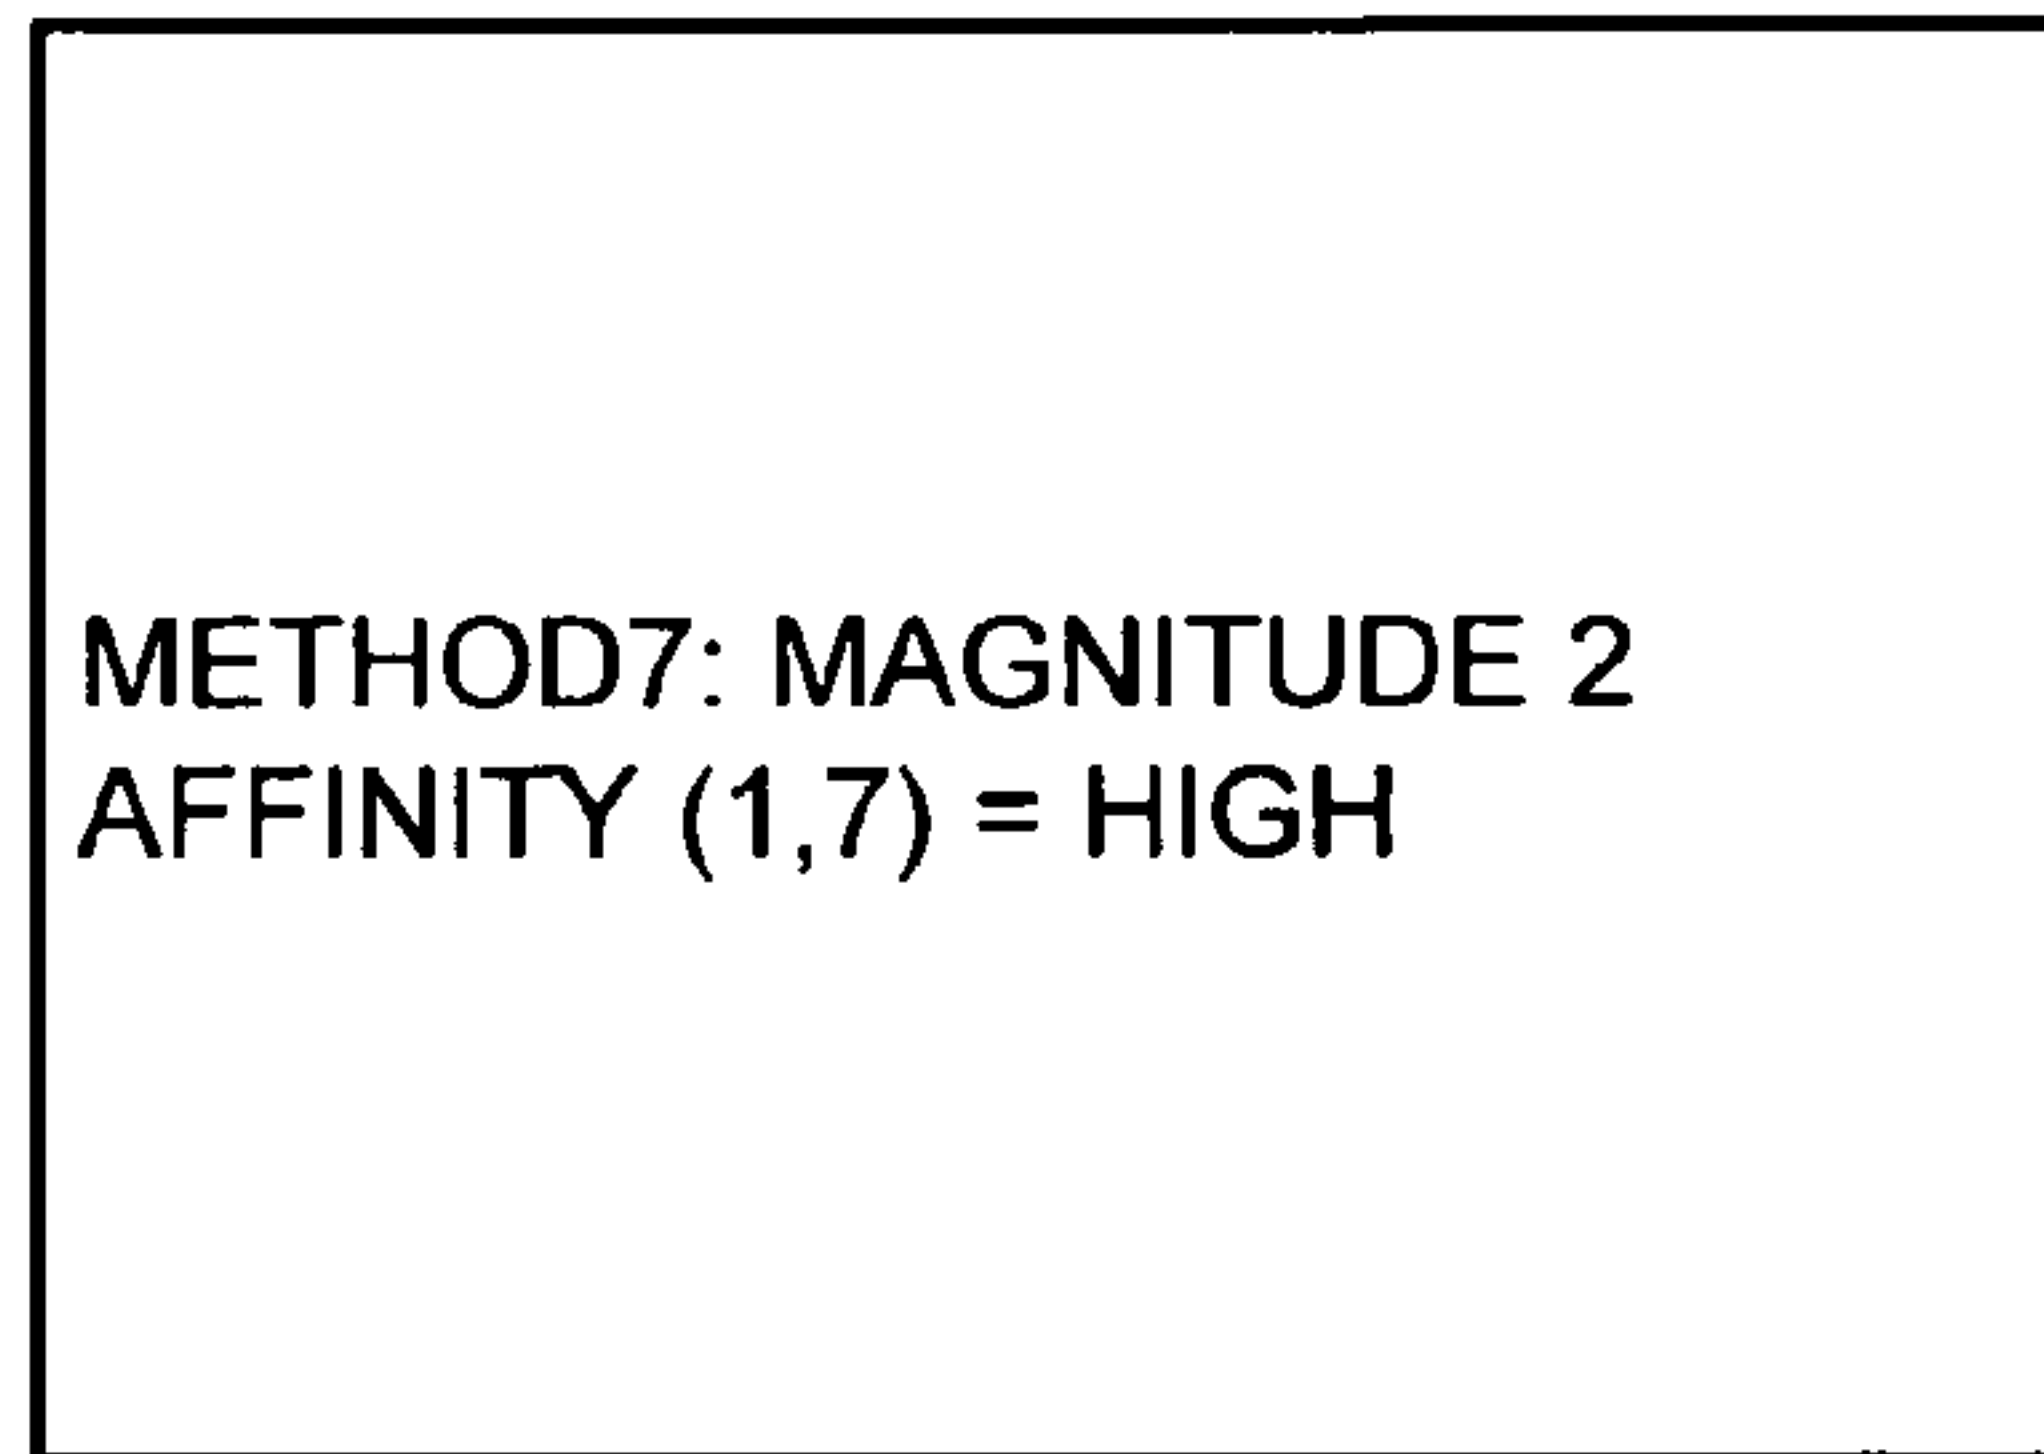 METHOD7: MAGNITUDE 2
AFFINITY (1,7) = HIGH